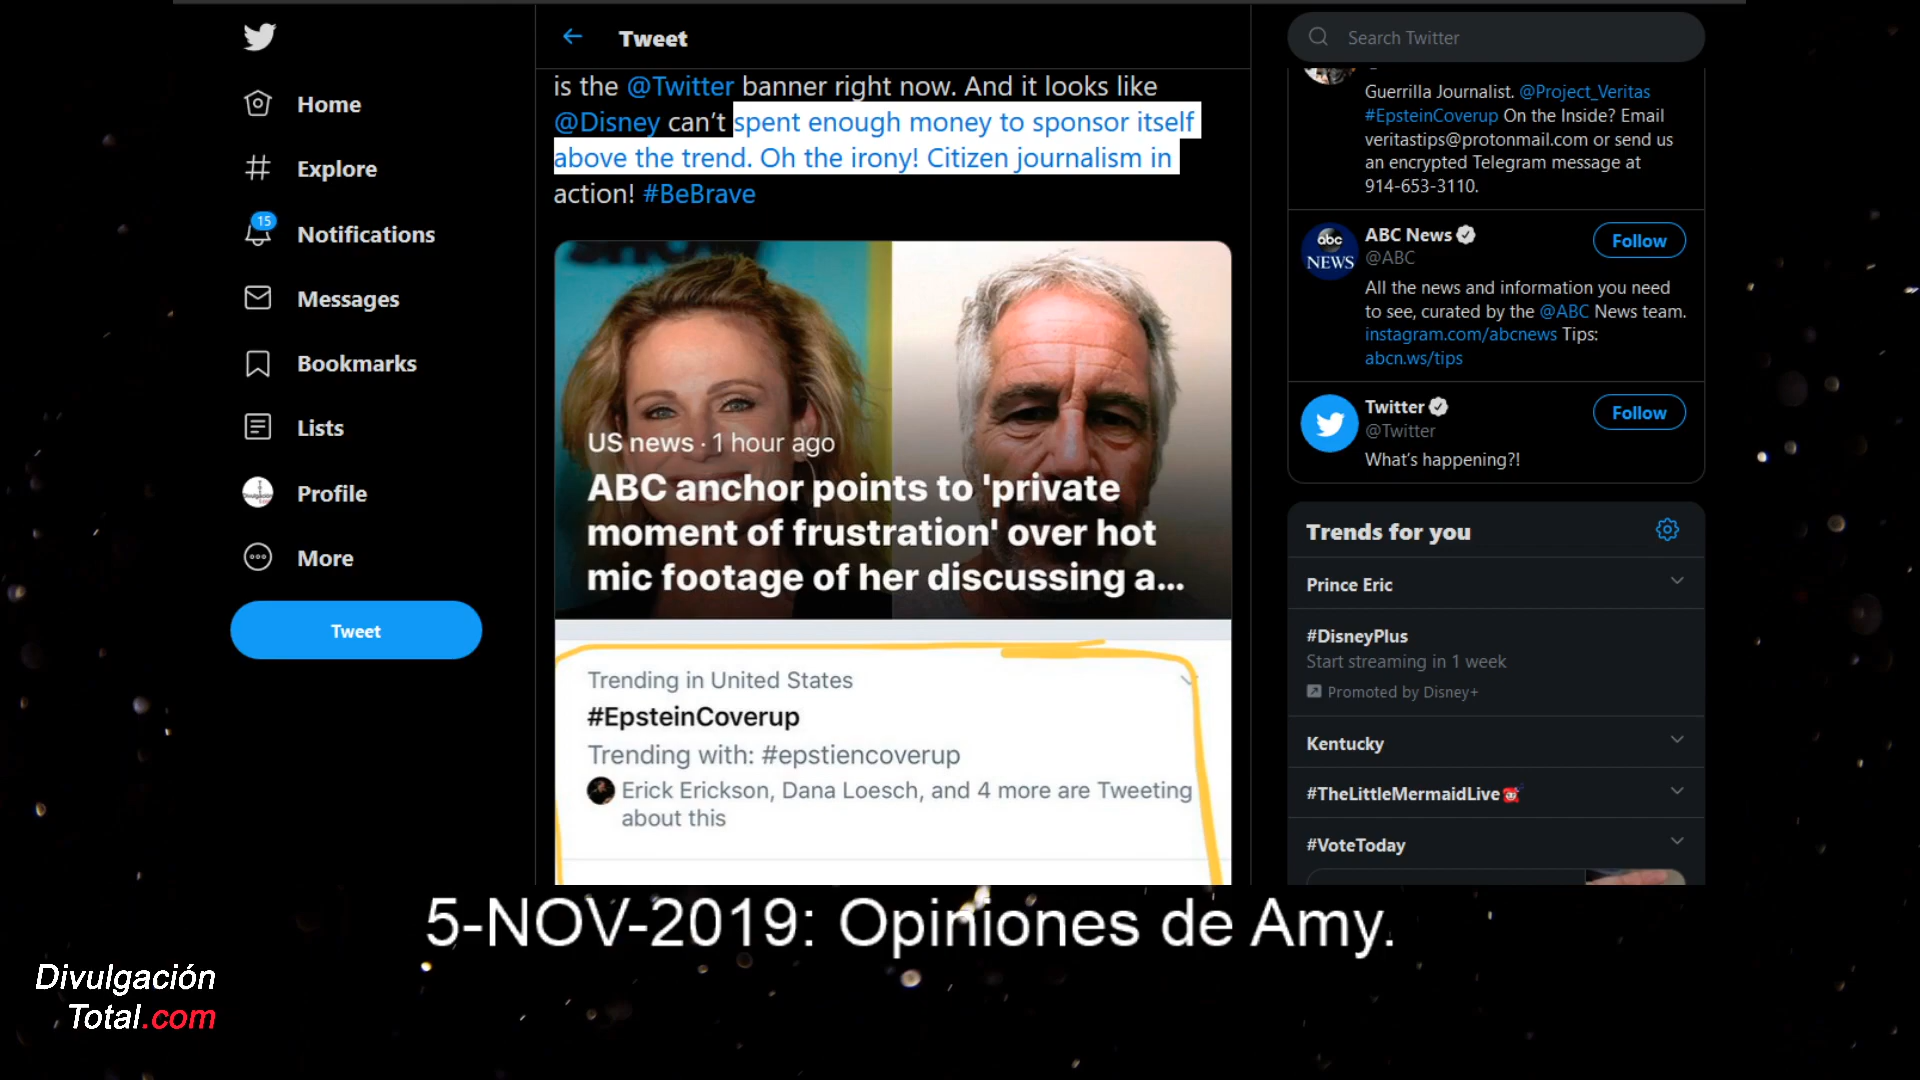 Home
Explore
15
Notifications
Messages
Bookmarks
Lists
Profile
More
Tweet
Tweet
is the @Twitter banner right now. And it looks like
@Disney can't spent enough money to sponsor itself
above the trend. Oh the irony! Citizen journalism in
action! #BeBrave
US news · 1 hour ago
ABC anchor points to 'private
moment of frustration' over hot
mic footage of her discussing a...
Trending in United States
#EpsteinCoverup
Trending with: #epstiencoverup
Erick Erickson, Dana Loesch, and 4 more are Tweeting
about this
Search Twitter
Guerrilla Journalist. @Project_Veritas
#EpsteinCoverup On the Inside? Email
veritastips@protonmail.com or send us
an encrypted Telegram message at
914-653-3110.
abc
NEWS
ABC News
@ABC
Follow
All the news and information you need
to see, curated by the @ABC News team.
instagram.com/abcnews Tips:
abcn.ws/tips
Twitter
@Twitter
Follow
What's happening?!
Trends for you
Prince Eric
#DisneyPlus
Start streaming in 1 week
Promoted by Disney+
Kentucky
#TheLittleMermaidLive
#VoteToday
5-NOV-2019: Opiniones de Amy.
Divulgación
Total.com